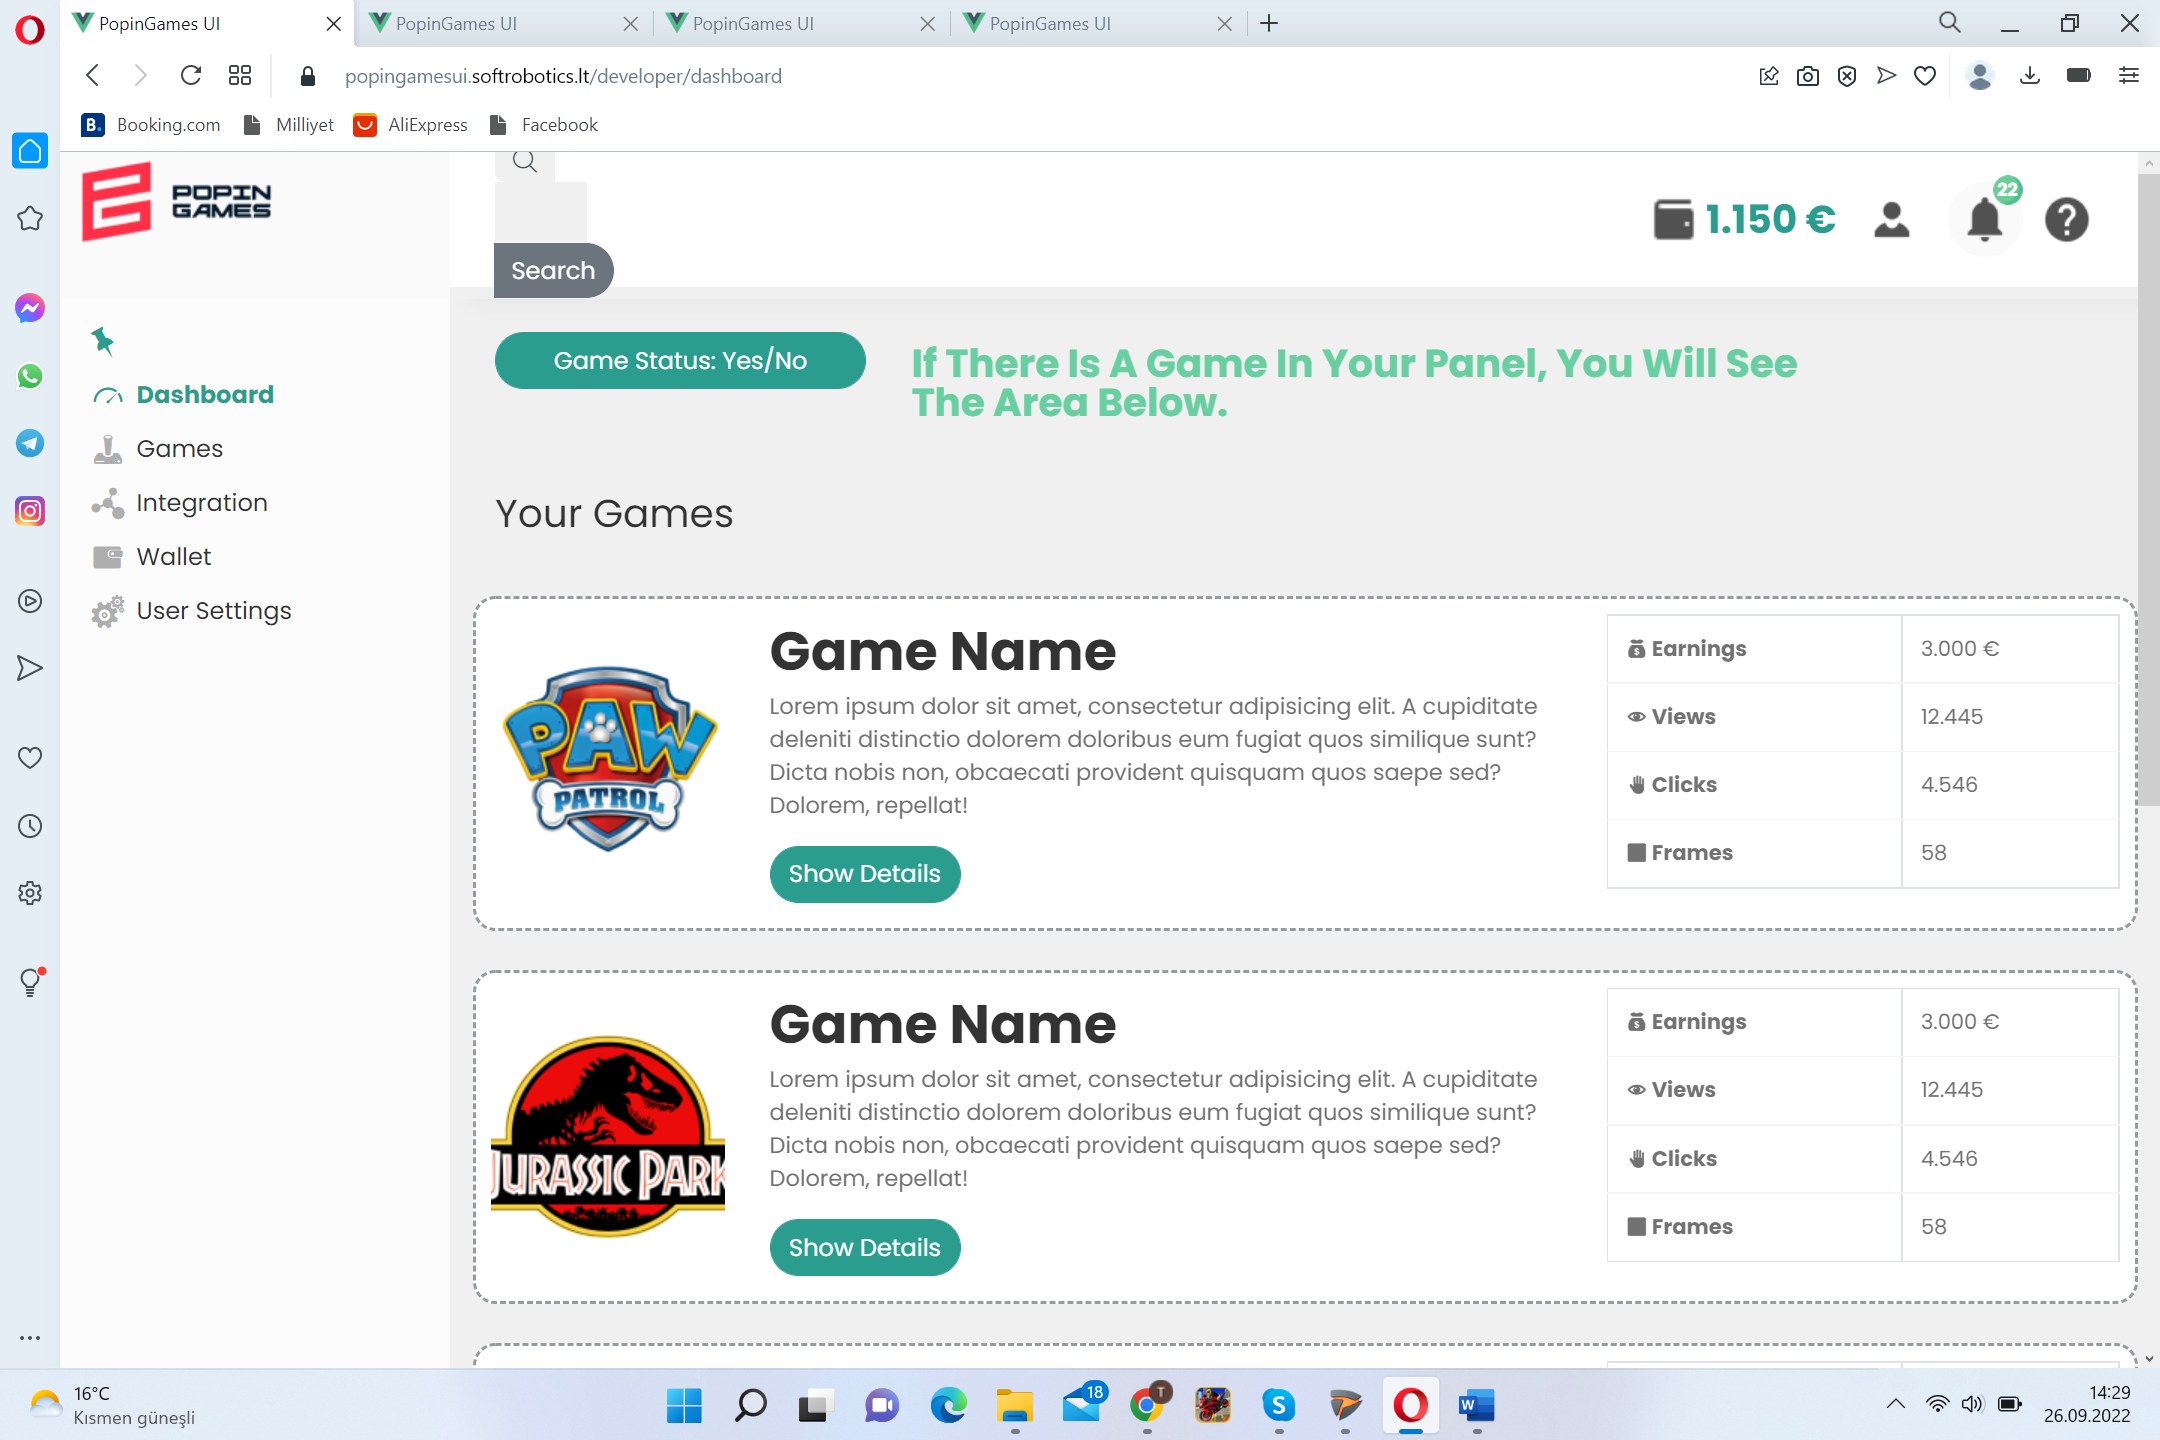 PopinGames UI
PopinGames UI
PopinGames UI
PopinGames UI
popingamesui.softrobotics.lt/developer/dashboard
B.
Booking.com
Milliyet
AliExpress
Facebook
POPIN
GAMES
Search
1.150 €
22
Game Status: Yes/No
If There Is A Game In Your Panel, You Will See
The Area Below.
Dashboard
Games
Integration
Wallet
User Settings
Your Games
PAW
PATROL
Game Name
Lorem ipsum dolor sit amet, consectetur adipisicing elit. A cupiditate
deleniti distinctio dolorem doloribus eum fugiat quos similique sunt?
Dicta nobis non, obcaecati provident quisquam quos saepe sed?
Dolorem, repellat!
Show Details
Earnings 3.000 €
Views 12.445
Clicks 4.546
Frames 58
JURASSIC PARK
Game Name
Lorem ipsum dolor sit amet, consectetur adipisicing elit. A cupiditate
deleniti distinctio dolorem doloribus eum fugiat quos similique sunt?
Dicta nobis non, obcaecati provident quisquam quos saepe sed?
Dolorem, repellat!
Show Details
Earnings 3.000 €
Views 12.445
Clicks 4.546
Frames 58
16°C
Kısmen güneşli
18
T
S
W
14:29
26.09.2022